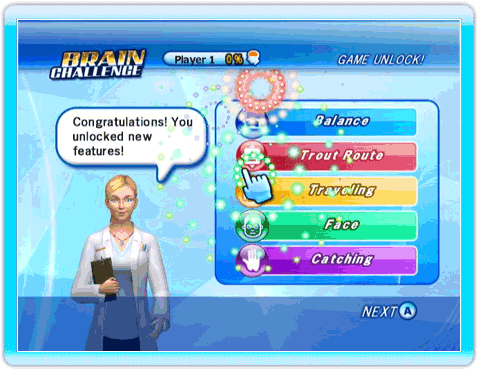 BRAIN
CHALLENGE
Player 1 0%
GAME UNLOCK!
Congratulations! You
unlocked new
features!
Balance
Trout Route
Traveling
Face
Catching
NEXT A